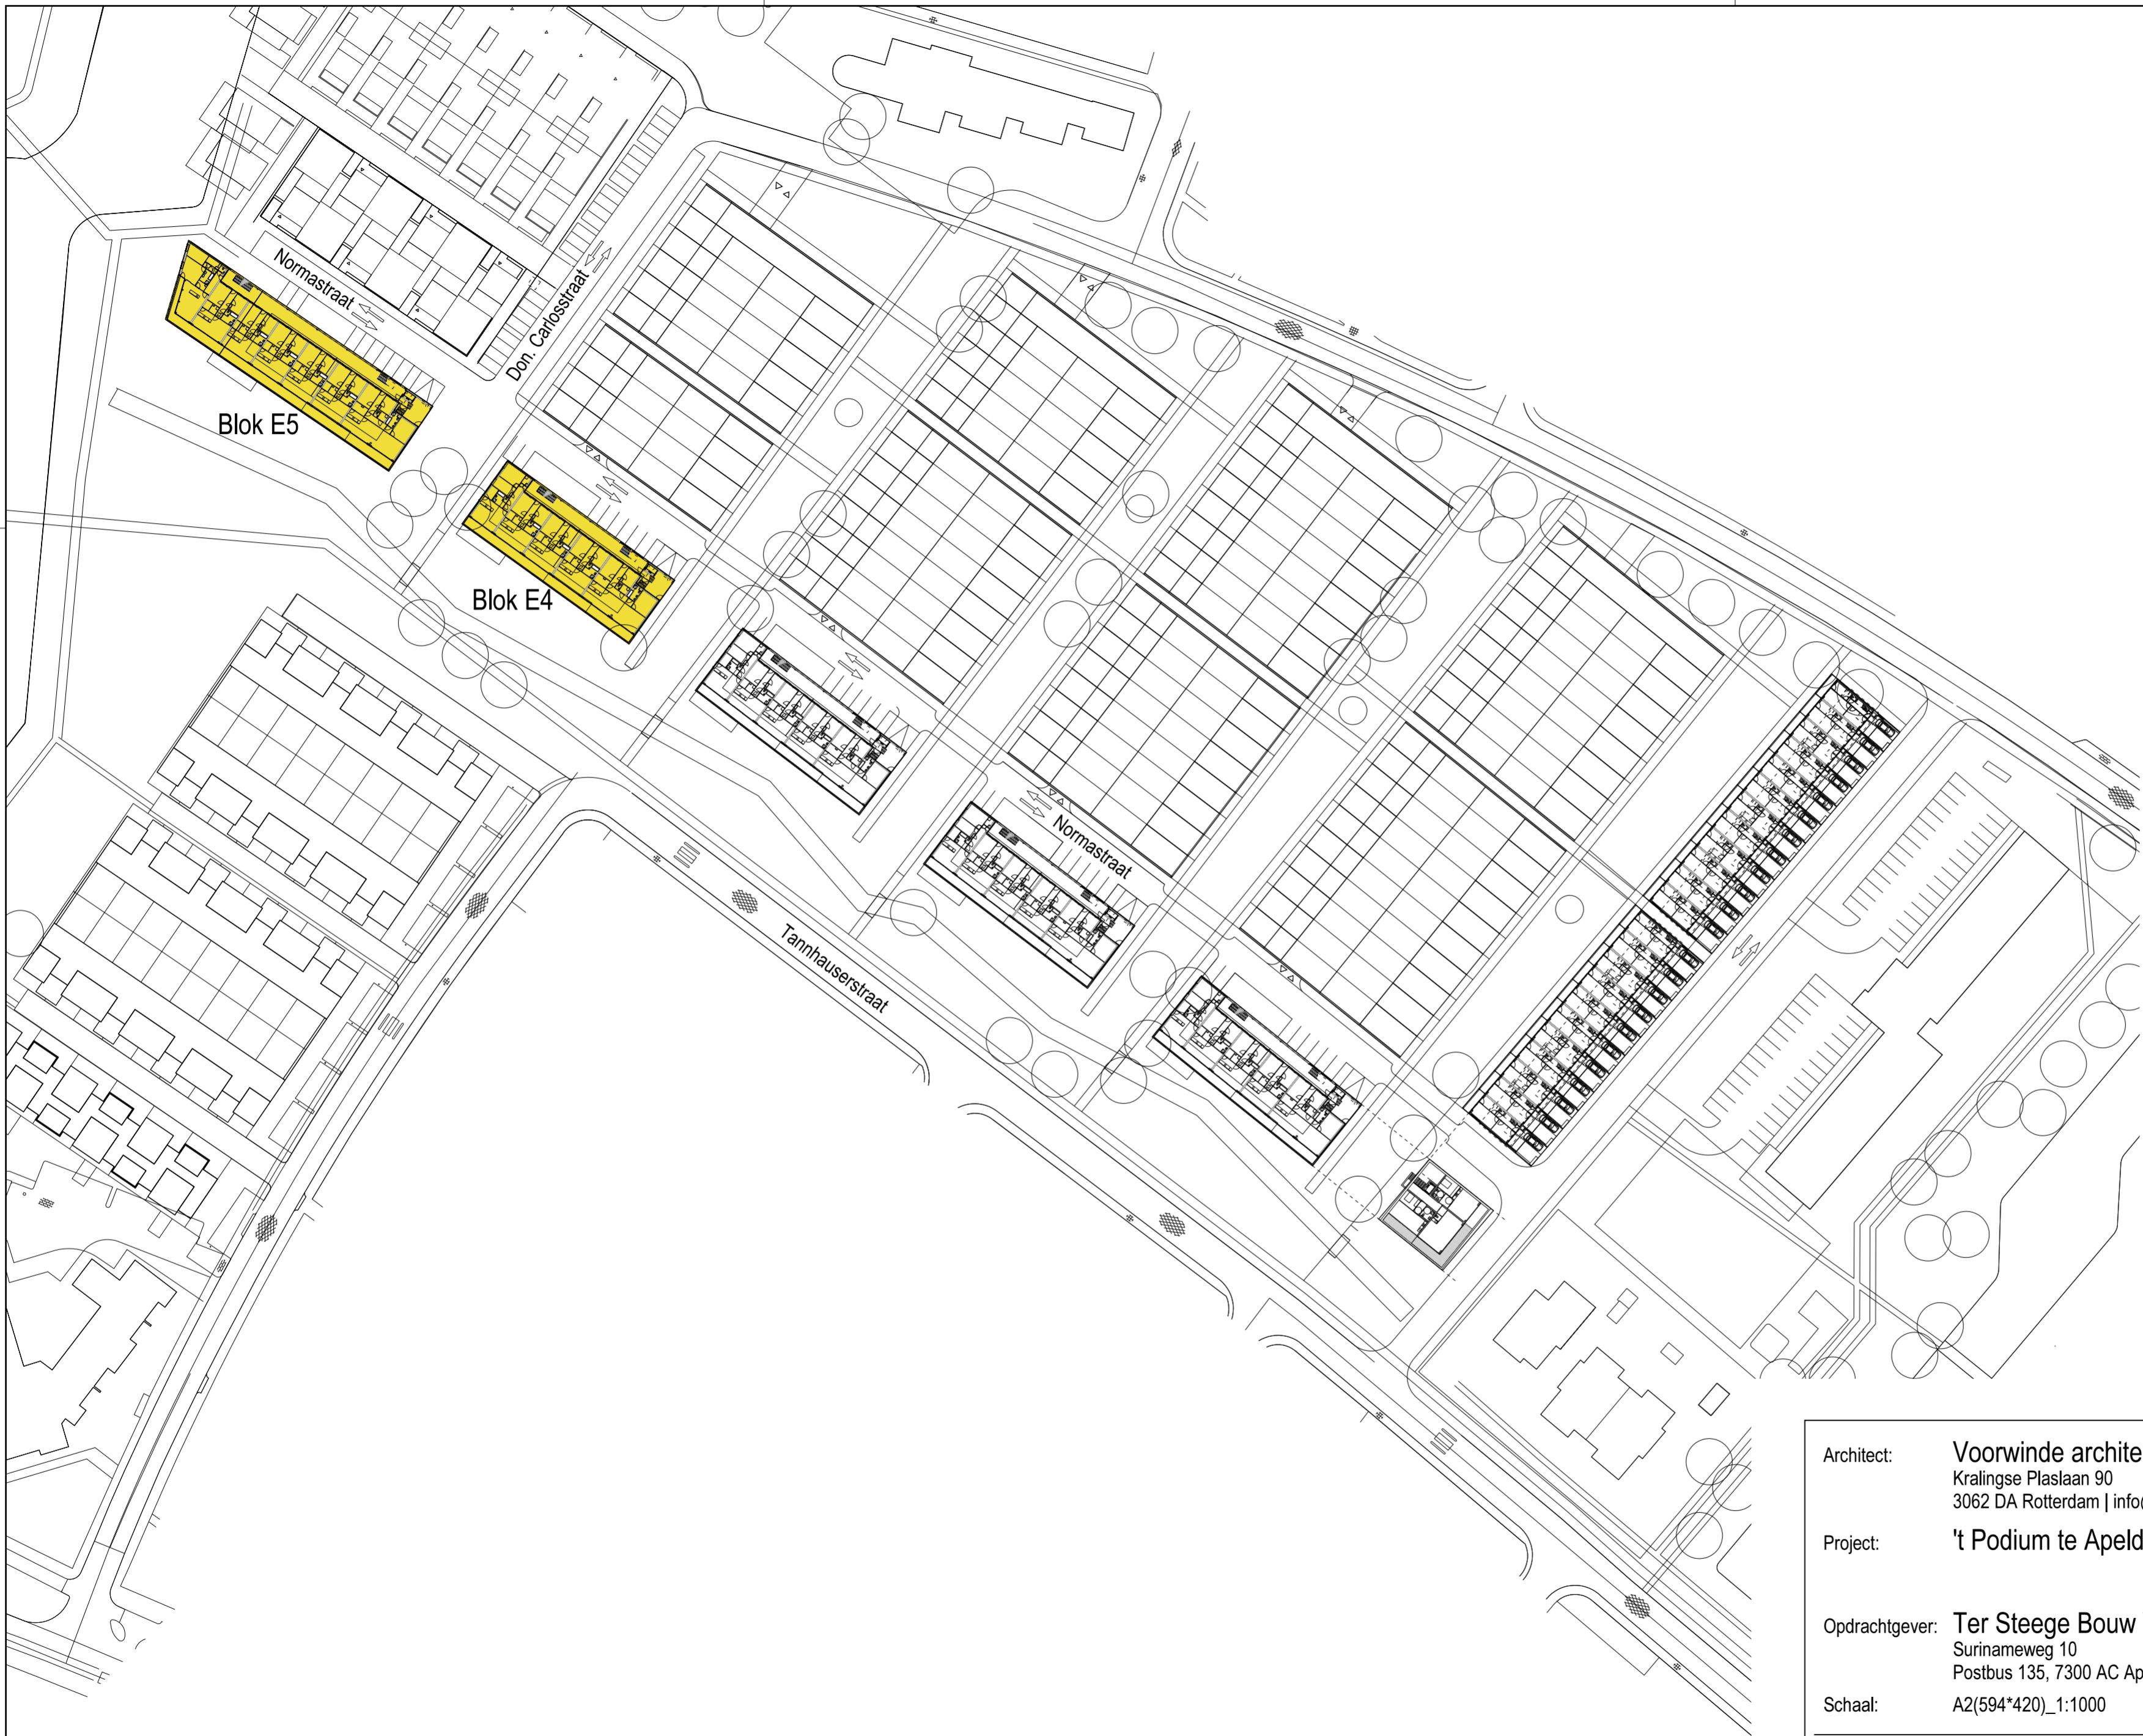 Normastraat
Don. Carlosstraat
Blok E5
Blok E4
Normastraat
Tannhauserstraat
Architect: Voorwinde archite
Kralingse Plaslaan 90
3062 DA Rotterdam | info@
Project: 't Podium te Apeld
Opdrachtgever: Ter Steege Bouw
Surinameweg 10
Postbus 135, 7300 AC Ap
Schaal: A2(594*420)_1:1000